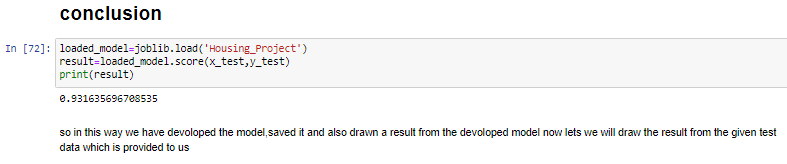 conclusion
In [72]: loaded_model=joblib.load('Housing_Project')
result=loaded_model.score(x_test,y_test)
print(result)
0.931635696708535
so in this way we have devoloped the model,saved it and also drawn a result from the devoloped model now lets we will draw the result from the given test
data which is provided to us